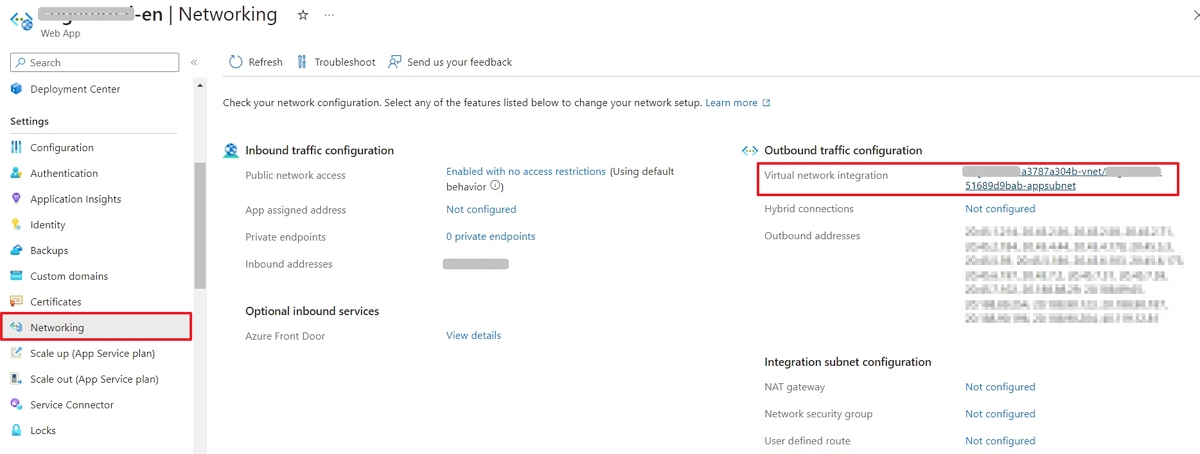 -en | Networking
Web App
Search
Refresh
Troubleshoot
Send us your feedback
Deployment Center
Settings
Configuration
Authentication
Application Insights
Identity
Backups
Custom domains
Certificates
Networking
Scale up (App Service plan)
Scale out (App Service plan)
Service Connector
Locks
Check your network configuration. Select any of the features listed below to change your network setup. Learn more
Inbound traffic configuration
Public network access
Enabled with no access restrictions (Using default
behavior)
App assigned address
Not configured
Private endpoints
0 private endpoints
Inbound addresses
Optional inbound services
Azure Front Door
View details
Outbound traffic configuration
Virtual network integration
a3787a304b-vnet/
51689d9bab-appsubnet
Hybrid connections
Not configured
Outbound addresses
Integration subnet configuration
NAT gateway
Not configured
Network security group
Not configured
User defined route
Not configured